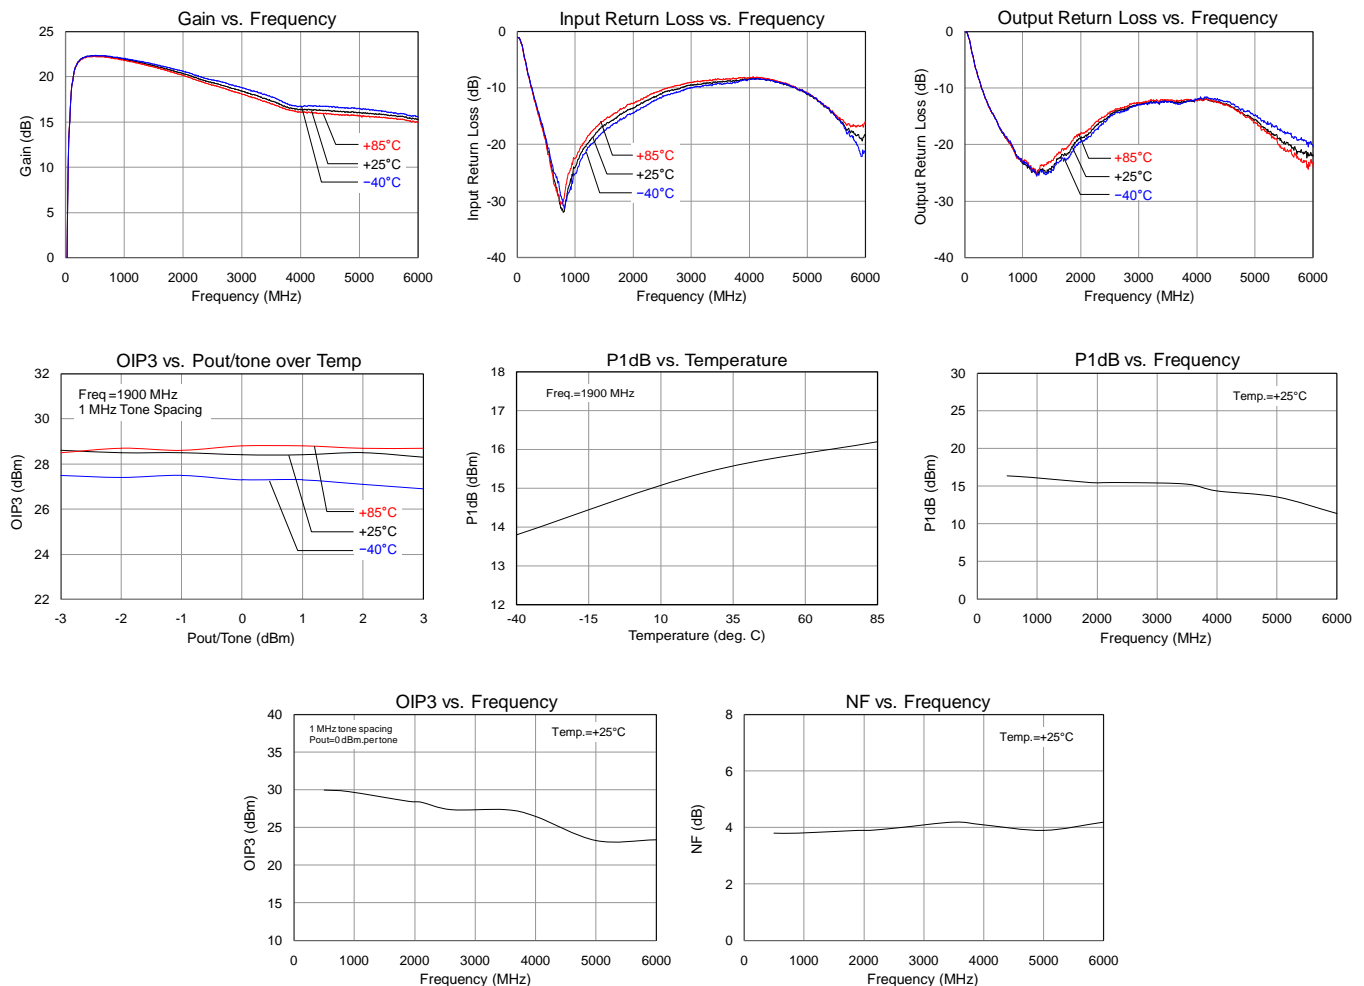 Gain vs. Frequency
25
20
15
10
5
0
Gain (dB)
+85°C
+25°C
−40°C
0 1000 2000 3000 4000 5000 6000
Frequency (MHz)
Input Return Loss vs. Frequency
0
-10
-20
-30
-40
Input Return Loss (dB)
+85°C
+25°C
−40°C
0 1000 2000 3000 4000 5000 6000
Frequency (MHz)
Output Return Loss vs. Frequency
0
-10
-20
-30
-40
Output Return Loss (dB)
+85°C
+25°C
−40°C
0 1000 2000 3000 4000 5000 6000
Frequency (MHz)
OIP3 vs. Pout/tone over Temp
32
30
28
26
24
22
OIP3 (dBm)
Freq =1900 MHz
1 MHz Tone Spacing
+85°C
+25°C
−40°C
-3 -2 -1 0 1 2 3
Pout/Tone (dBm)
P1dB vs. Temperature
18
17
16
15
14
13
12
P1dB (dBm)
Freq.=1900 MHz
-40 -15 10 35 60 85
Temperature (deg. C)
P1dB vs. Frequency
30
25
20
15
10
5
0
P1dB (dBm)
Temp.=+25°C
0 1000 2000 3000 4000 5000 6000
Frequency (MHz)
OIP3 vs. Frequency
40
35
30
25
20
15
10
OIP3 (dBm)
1 MHz tone spacing
Pout=0 dBm.per tone
Temp.=+25°C
0 1000 2000 3000 4000 5000 6000
Frequency (MHz)
NF vs. Frequency
8
6
4
2
0
NF (dB)
Temp.=+25°C
0 1000 2000 3000 4000 5000 6000
Frequency (MHz)